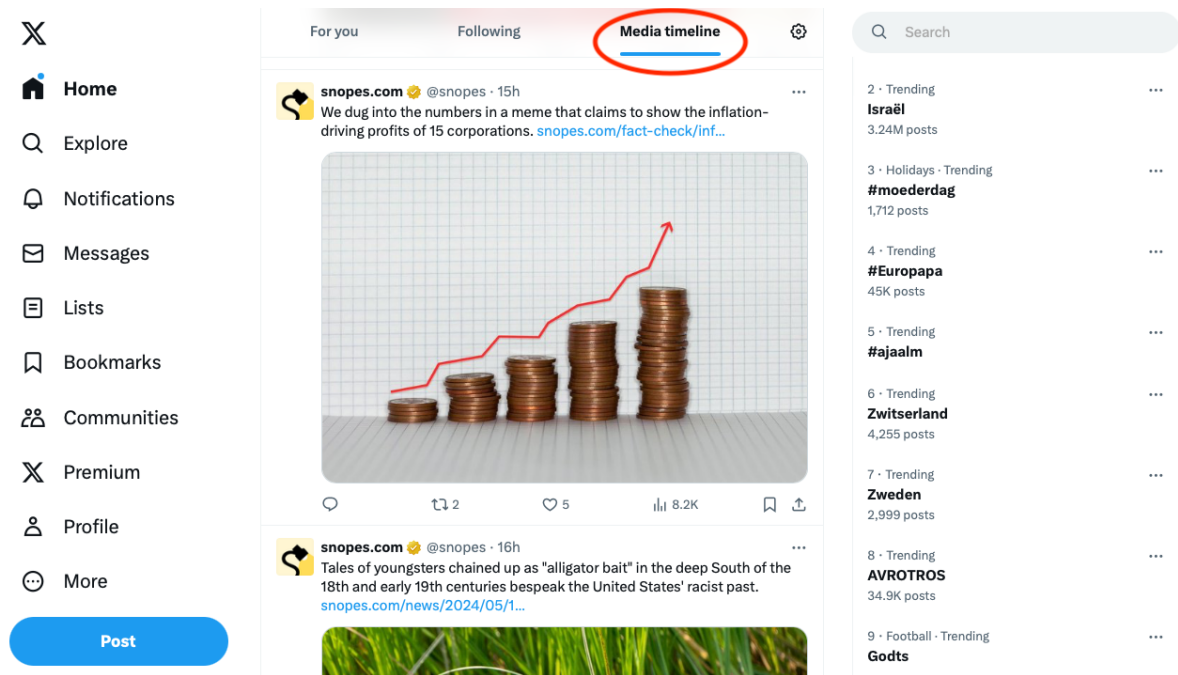 Home
Explore
Notifications
Messages
Lists
Bookmarks
Communities
Premium
Profile
More
Post
For you
Following
Media timeline
snopes.com @snopes · 15h
We dug into the numbers in a meme that claims to show the inflation-
driving profits of 15 corporations. snopes.com/fact-check/inf...
2
5
8.2K
snopes.com @snopes · 16h
Tales of youngsters chained up as "alligator bait" in the deep South of the
18th and early 19th centuries bespeak the United States' racist past.
snopes.com/news/2024/05/1...
Search
2 · Trending
Israël
3.24M posts
3 · Holidays · Trending
#moederdag
1,712 posts
4 · Trending
#Europapa
45K posts
5 · Trending
#ajaalm
6 · Trending
Zwitserland
4,255 posts
7 · Trending
Zweden
2,999 posts
8 · Trending
AVROTROS
34.9K posts
9 · Football · Trending
Godts